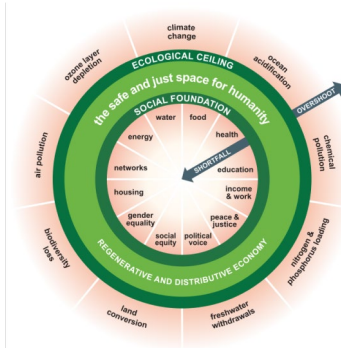 climate
change
ozone layer
depletion
ocean
acidification
ECOLOGICAL CEILING
the safe and just space for humanity
OVERSHOOT
SOCIAL FOUNDATION
water
food
energy
health
SHORTFALL
air pollution
chemical
pollution
networks
education
housing
income
& work
gender
equality
peace &
justice
social
equity
political
voice
biodiversity
loss
nitrogen &
phosphorus loading
REGENERATIVE AND DISTRIBUTIVE ECONOMY
land
conversion
freshwater
withdrawals